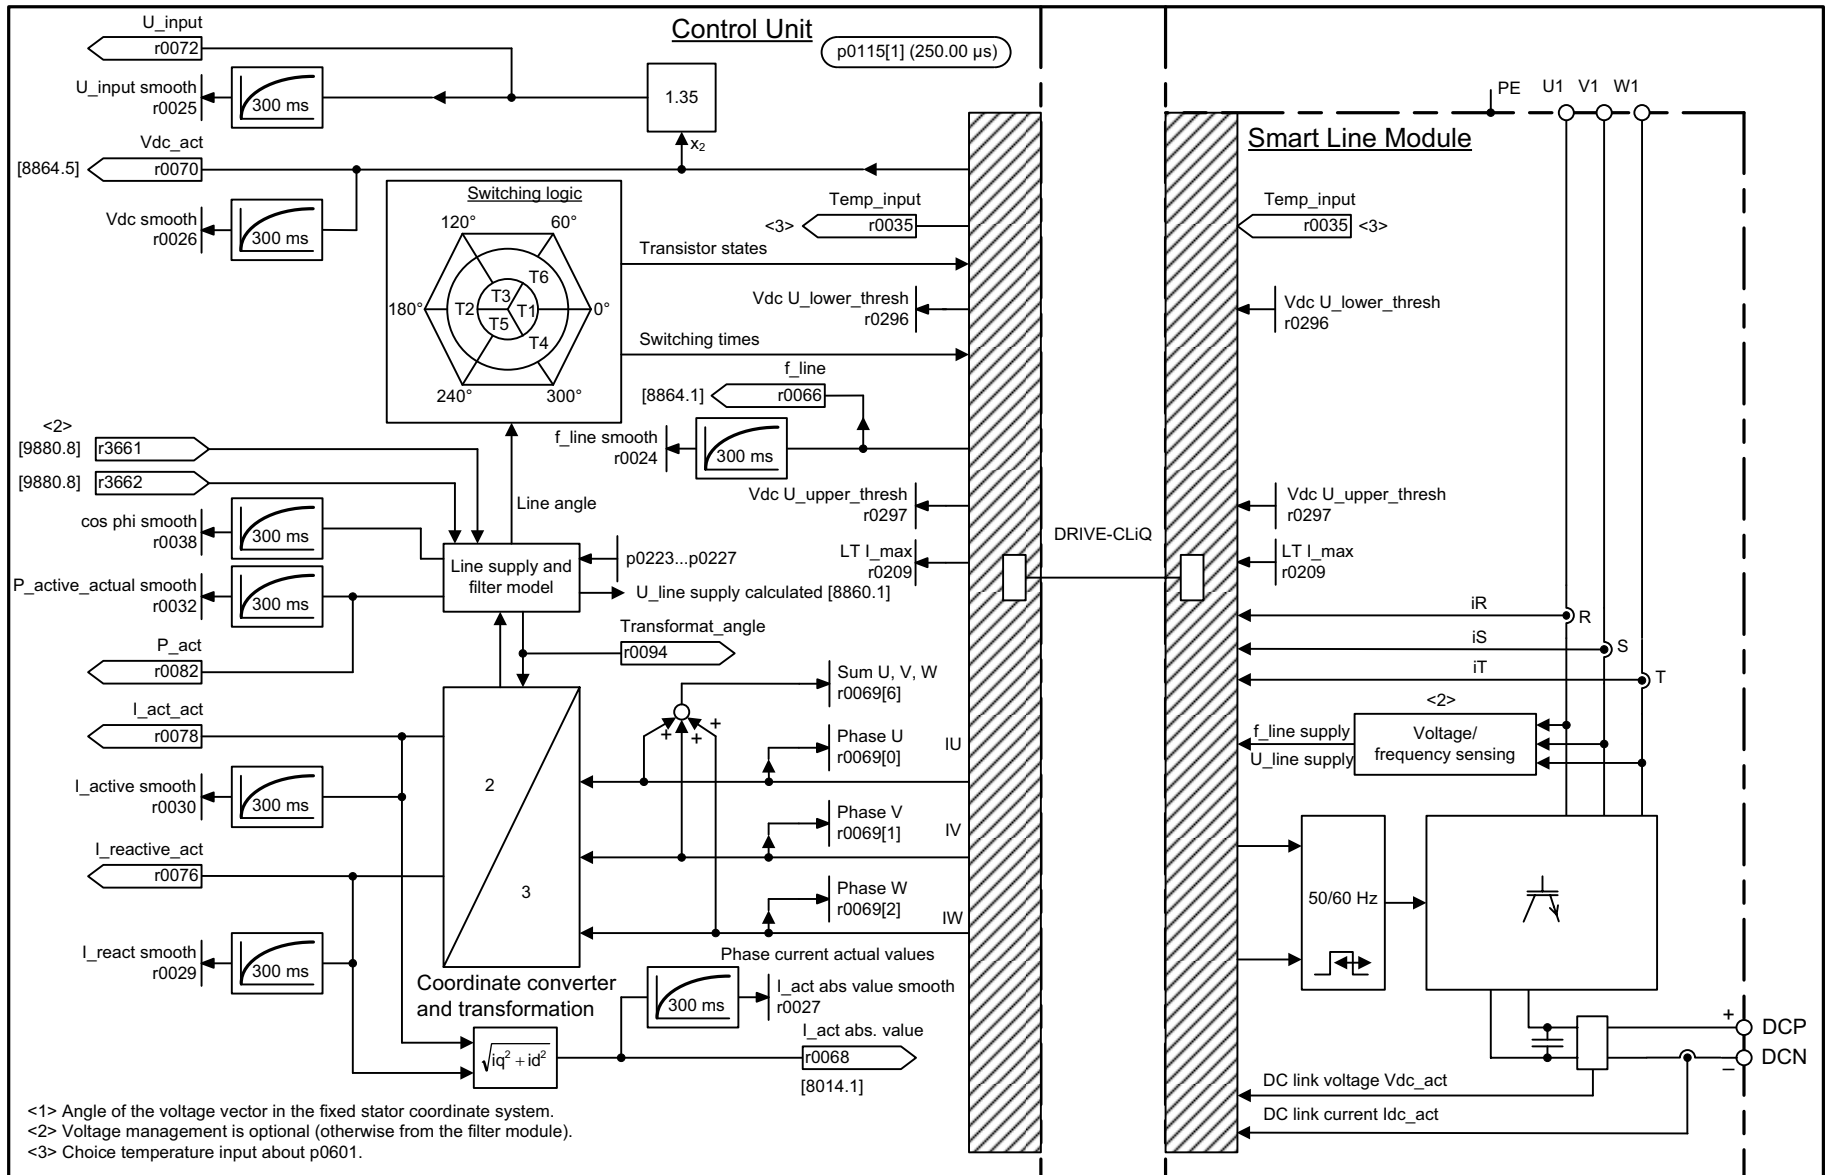 Control Unit
p0115[1] (250.00 µs)
U_input
r0072
U_input smooth
r0025
300 ms
1.35
x2
Vdc_act
[8864.5]
r0070
Vdc smooth
r0026
300 ms
Switching logic
120°
60°
180°
0°
240°
300°
T6
T3
T2
T1
T5
T4
Temp_input
<3>
r0035
Transistor states
Vdc U_lower_thresh
r0296
Switching times
f_line
[8864.1]
r0066
f_line smooth
r0024
300 ms
<2>
[9880.8]
r3661
[9880.8]
r3662
Line angle
Vdc U_upper_thresh
r0297
cos phi smooth
r0038
300 ms
LT I_max
r0209
Line supply and
filter model
p0223...p0227
U_line supply calculated [8860.1]
P_active_actual smooth
r0032
300 ms
Transformat_angle
r0094
P_act
r0082
Sum U, V, W
r0069[6]
+
+
+
I_act_act
r0078
Phase U
r0069[0]
IU
I_active smooth
r0030
300 ms
2
3
Phase V
r0069[1]
IV
I_reactive_act
r0076
Phase W
r0069[2]
IW
I_react smooth
r0029
300 ms
Phase current actual values
Coordinate converter
and transformation
300 ms
I_act abs value smooth
r0027
√iq² + id²
I_act abs. value
r0068
[8014.1]
<1> Angle of the voltage vector in the fixed stator coordinate system.
<2> Voltage management is optional (otherwise from the filter module).
<3> Choice temperature input about p0601.
DRIVE-CLiQ
PE
U1
V1
W1
Smart Line Module
Temp_input
r0035
<3>
Vdc U_lower_thresh
r0296
Vdc U_upper_thresh
r0297
LT I_max
r0209
iR
R
iS
S
iT
T
<2>
f_line supply
U_line supply
Voltage/
frequency sensing
50/60 Hz
+
DCP
DCN
–
DC link voltage Vdc_act
DC link current Idc_act